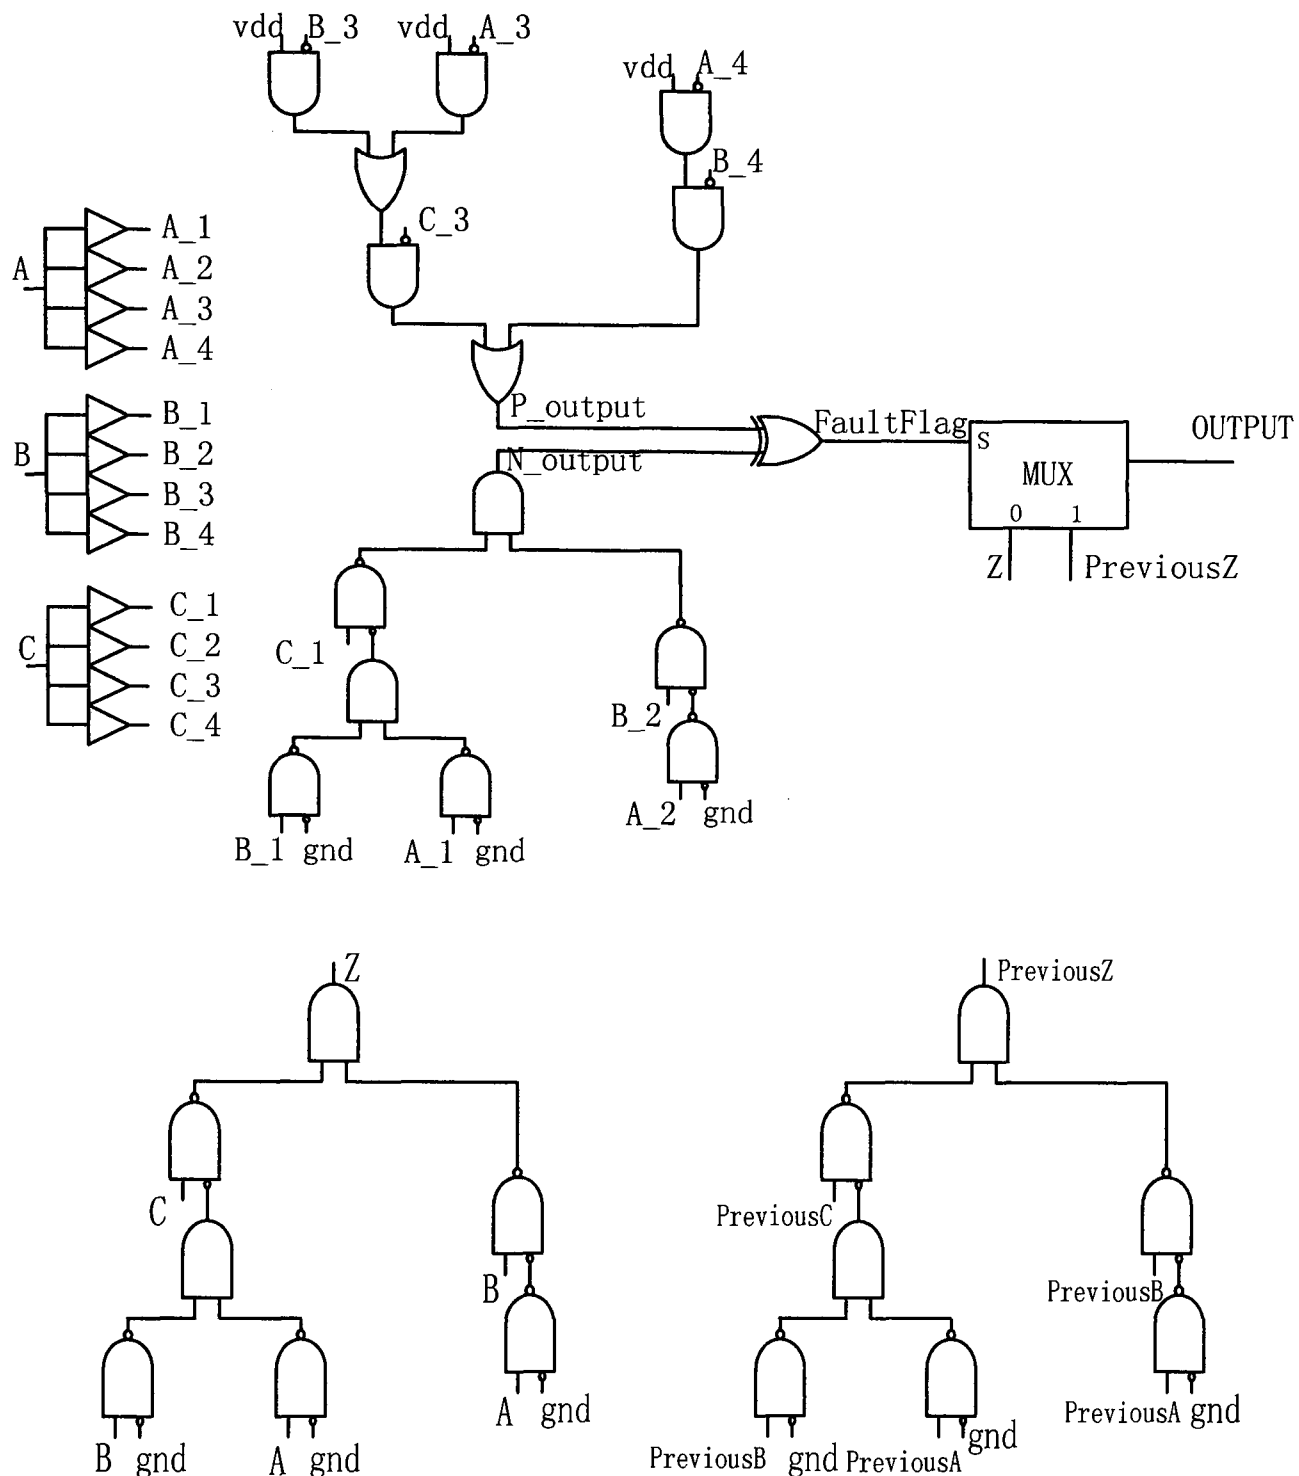 vdd B_3 vdd A_3
vdd A_4
B_4
C_3
A_1
A A_2
A_3
A_4
P_output
B_1
B B_2
B_3
B_4
N_output
FaultFlag
S
MUX
0 1
OUTPUT
Z PreviousZ
C_1
C C_2
C_3
C_4
C_1
B_2
A_2 gnd
B_1 gnd A_1 gnd
Z
C
B
A gnd
B gnd A gnd
PreviousZ
PreviousC
PreviousB
PreviousA gnd
PreviousB gnd PreviousA gnd